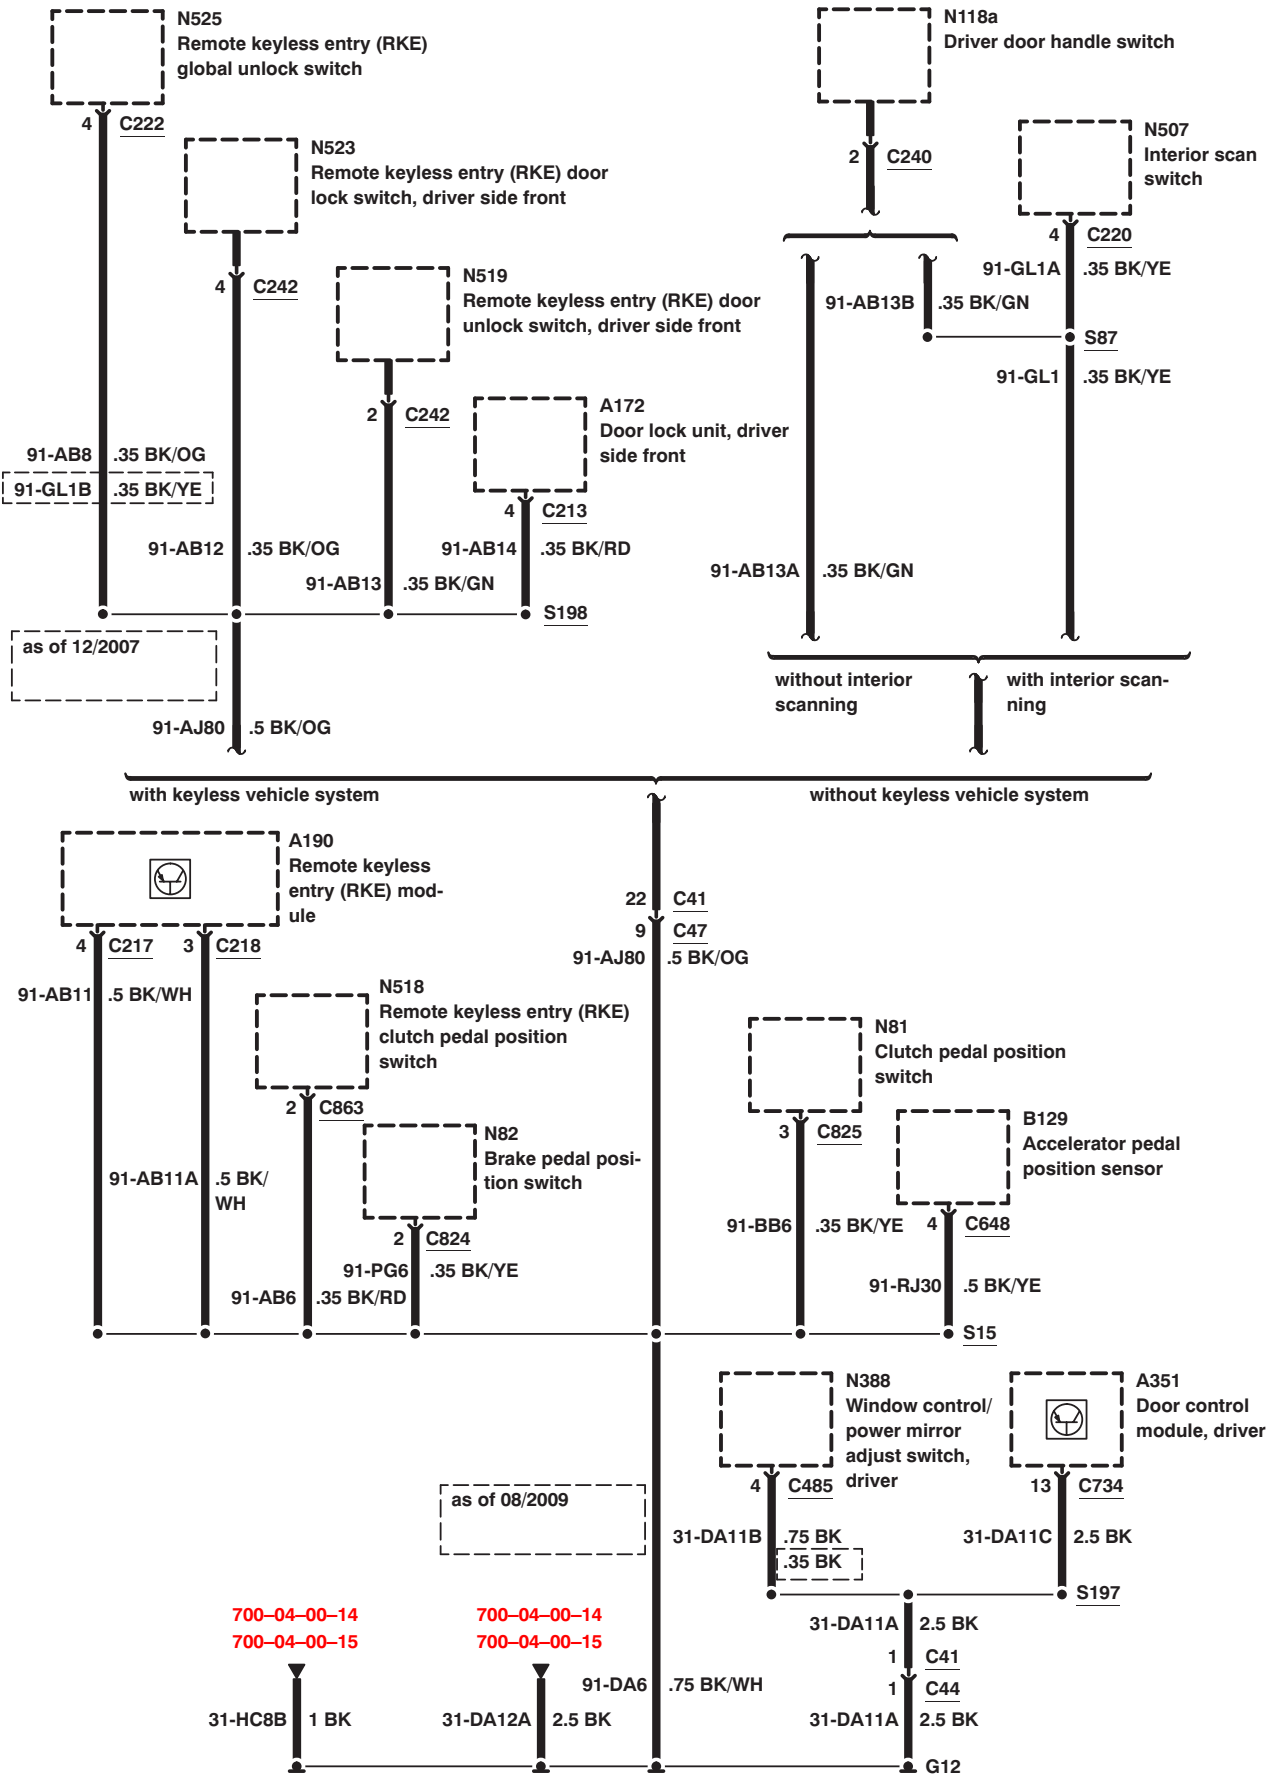 N525
Remote keyless entry (RKE)
global unlock switch
4 C222
N523
Remote keyless entry (RKE) door
lock switch, driver side front
4 C242
N519
Remote keyless entry (RKE) door
unlock switch, driver side front
2 C242
A172
Door lock unit, driver
side front
4 C213
91-AB8 .35 BK/OG
91-GL1B .35 BK/YE
91-AB12 .35 BK/OG
91-AB14 .35 BK/RD
91-AB13 .35 BK/GN
S198
as of 12/2007
91-AJ80 .5 BK/OG
N118a
Driver door handle switch
2 C240
N507
Interior scan
switch
4 C220
91-GL1A .35 BK/YE
91-AB13B .35 BK/GN
S87
91-GL1 .35 BK/YE
91-AB13A .35 BK/GN
without interior
scanning
with interior scan-
ning
with keyless vehicle system
without keyless vehicle system
A190
Remote keyless
entry (RKE) mod-
ule
4 C217
3 C218
91-AB11 .5 BK/WH
22 C41
9 C47
91-AJ80 .5 BK/OG
N518
Remote keyless entry (RKE)
clutch pedal position
switch
2 C863
N82
Brake pedal posi-
tion switch
2 C824
91-AB11A .5 BK/
WH
91-PG6 .35 BK/YE
91-AB6 .35 BK/RD
N81
Clutch pedal position
switch
3 C825
B129
Accelerator pedal
position sensor
4 C648
91-BB6 .35 BK/YE
91-RJ30 .5 BK/YE
S15
N388
Window control/
power mirror
adjust switch,
driver
4 C485
A351
Door control
module, driver
13 C734
as of 08/2009
31-DA11B .75 BK
.35 BK
31-DA11C 2.5 BK
S197
31-DA11A 2.5 BK
1 C41
1 C44
31-DA11A 2.5 BK
700–04–00–14
700–04–00–15
700–04–00–14
700–04–00–15
91-DA6 .75 BK/WH
31-HC8B 1 BK
31-DA12A 2.5 BK
G12